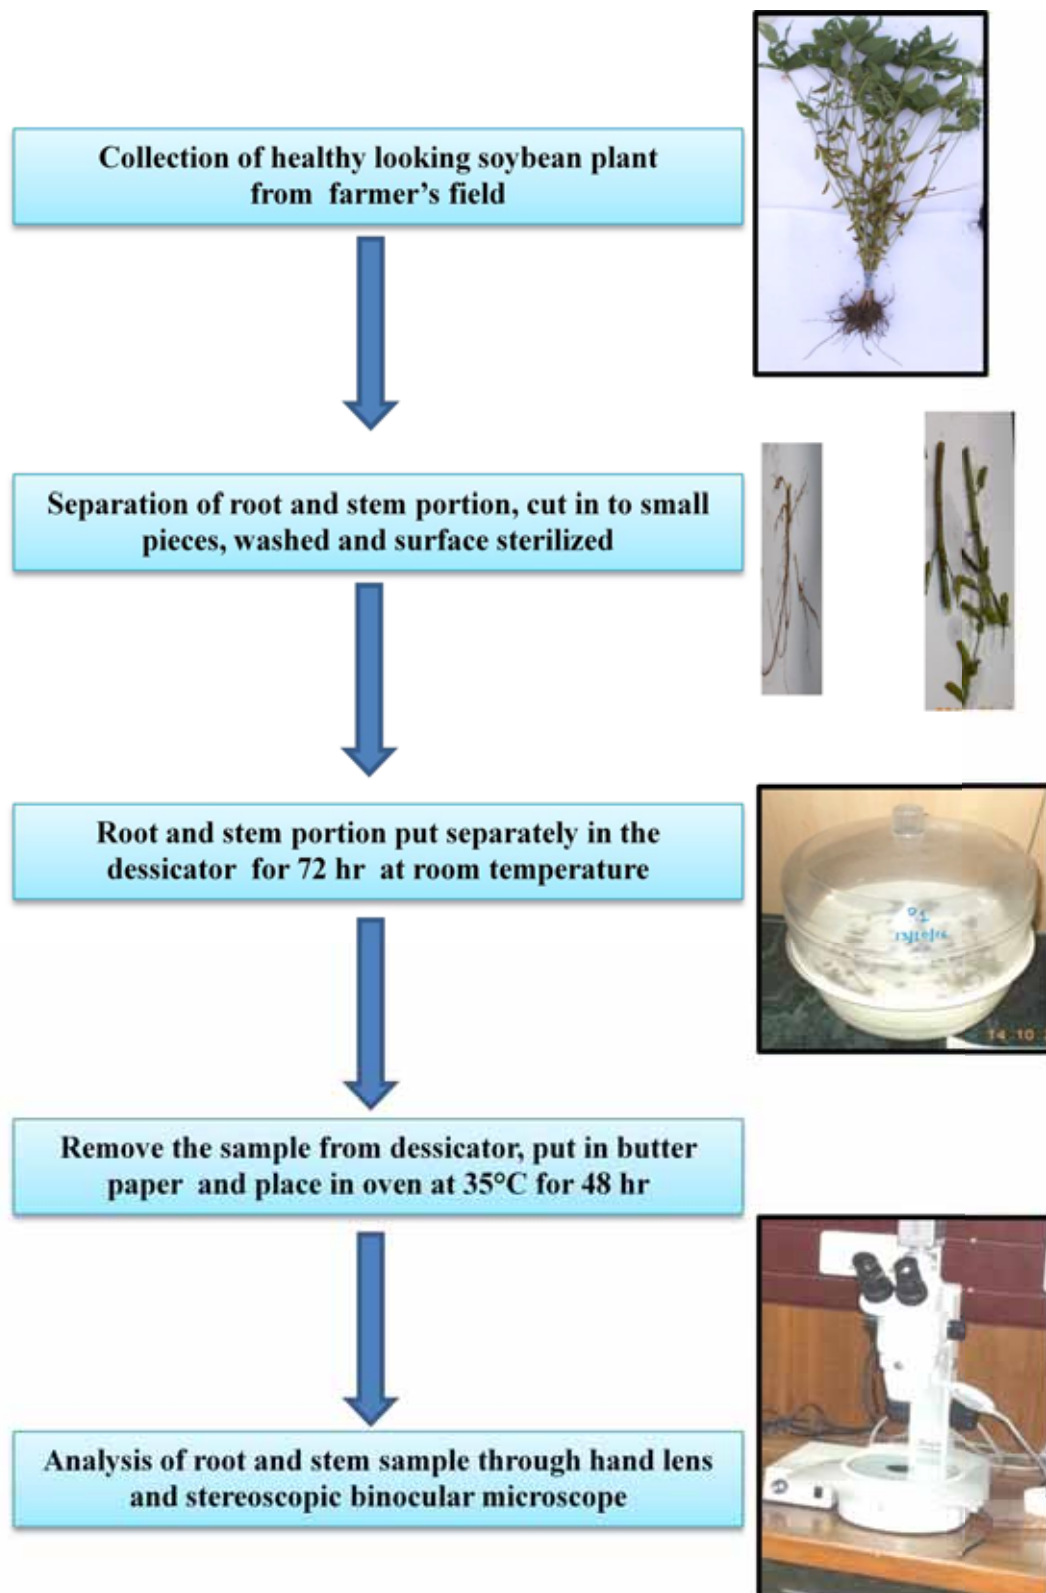 Collection of healthy looking soybean plant
from farmer's field
Separation of root and stem portion, cut in to small
pieces, washed and surface sterilized
Root and stem portion put separately in the
dessicator for 72 hr at room temperature
14 10
Remove the sample from dessicator, put in butter
paper and place in oven at 35°C for 48 hr
Analysis of root and stem sample through hand lens
and stereoscopic binocular microscope